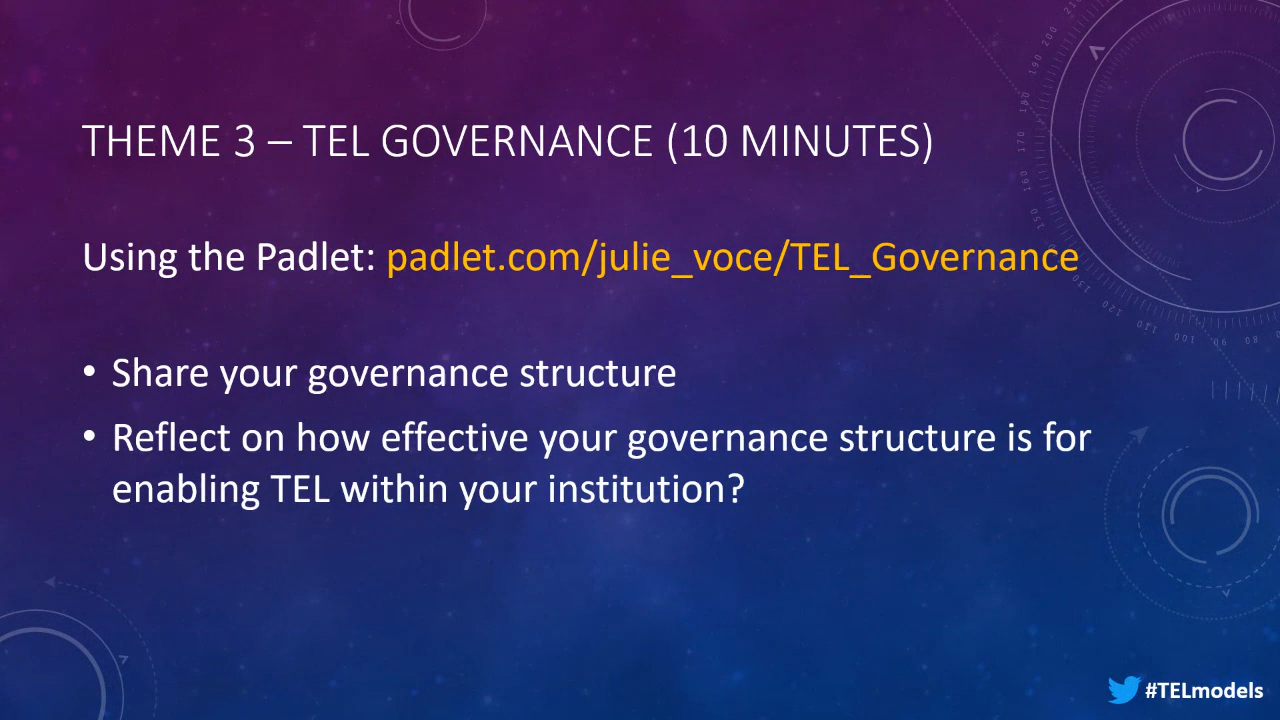 THEME 3 – TEL GOVERNANCE (10 MINUTES)
Using the Padlet: padlet.com/julie_voce/TEL_Governance
• Share your governance structure
• Reflect on how effective your governance structure is for
enabling TEL within your institution?
#TELmodels